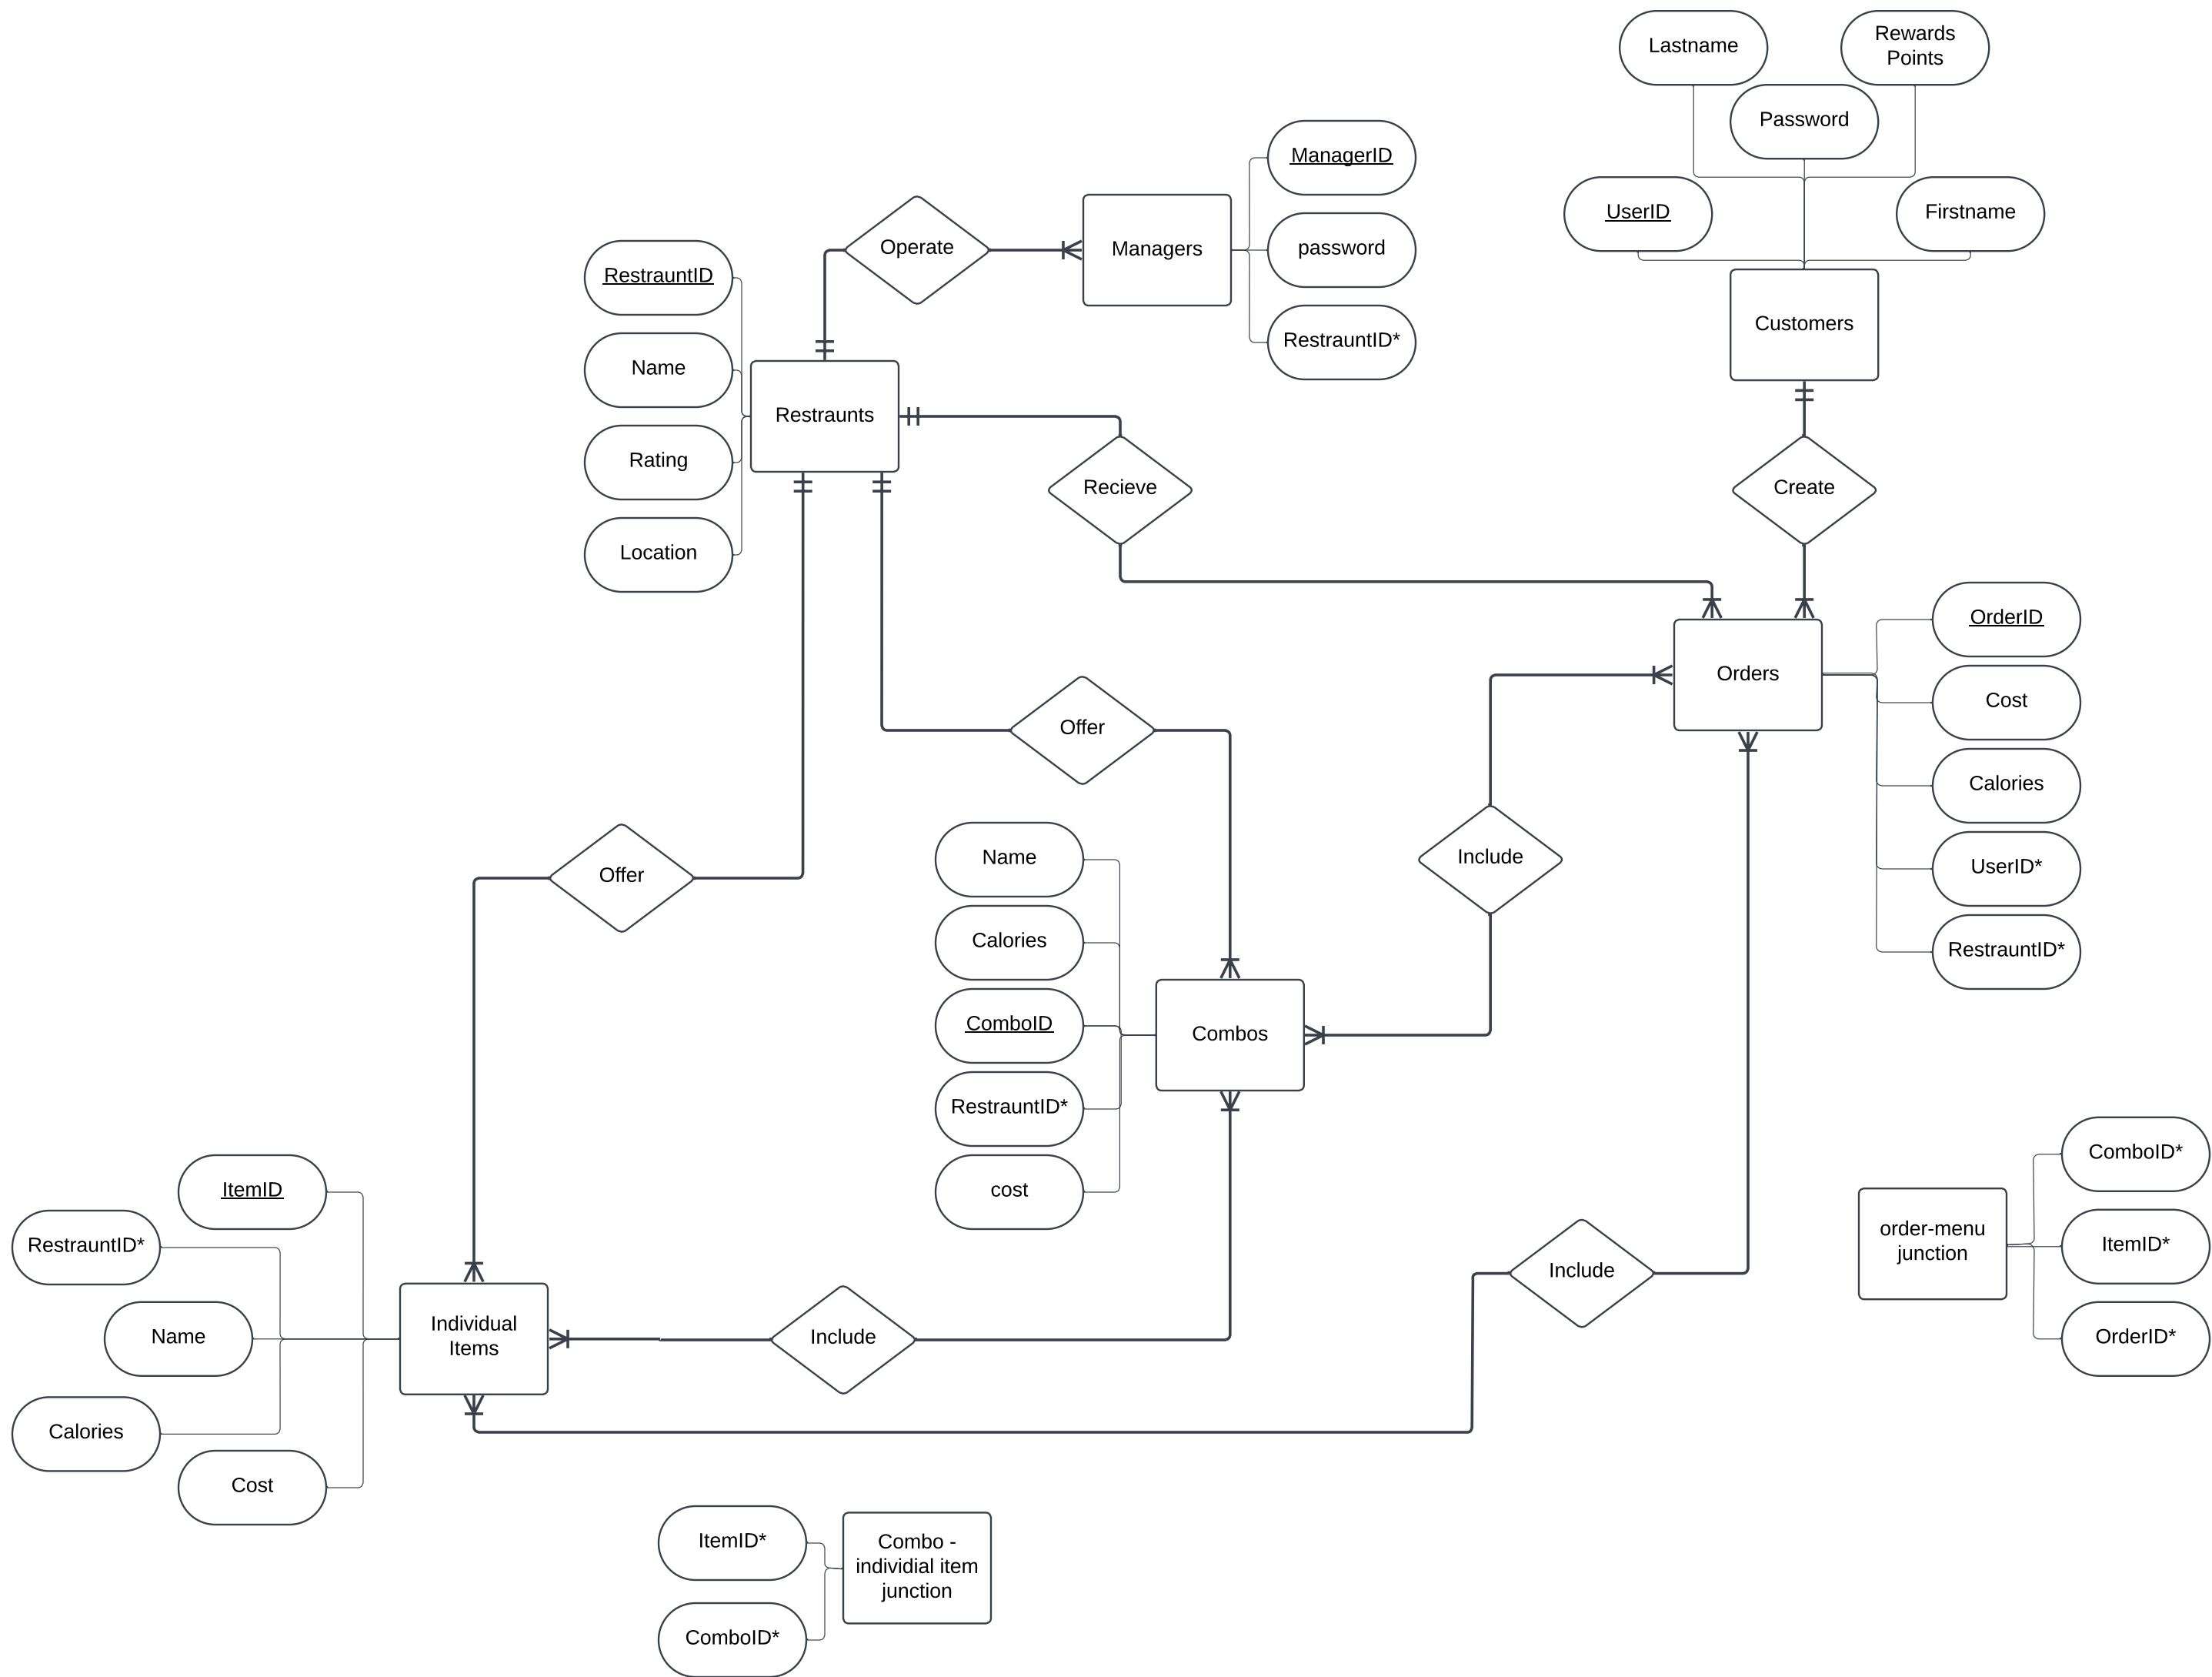 Lastname
Rewards
Points
Password
UserID
Firstname
Customers
ManagerID
password
RestrauntID*
Managers
Operate
RestrauntID
Name
Rating
Location
Restraunts
Recieve
Create
Orders
OrderID
Cost
Calories
UserID*
RestrauntID*
Offer
Offer
Include
Name
Calories
ComboID
RestrauntID*
cost
Combos
ItemID
RestrauntID*
Name
Calories
Cost
Individual
Items
Include
Include
order-menu
junction
ComboID*
ItemID*
OrderID*
ItemID*
ComboID*
Combo -
individial item
junction